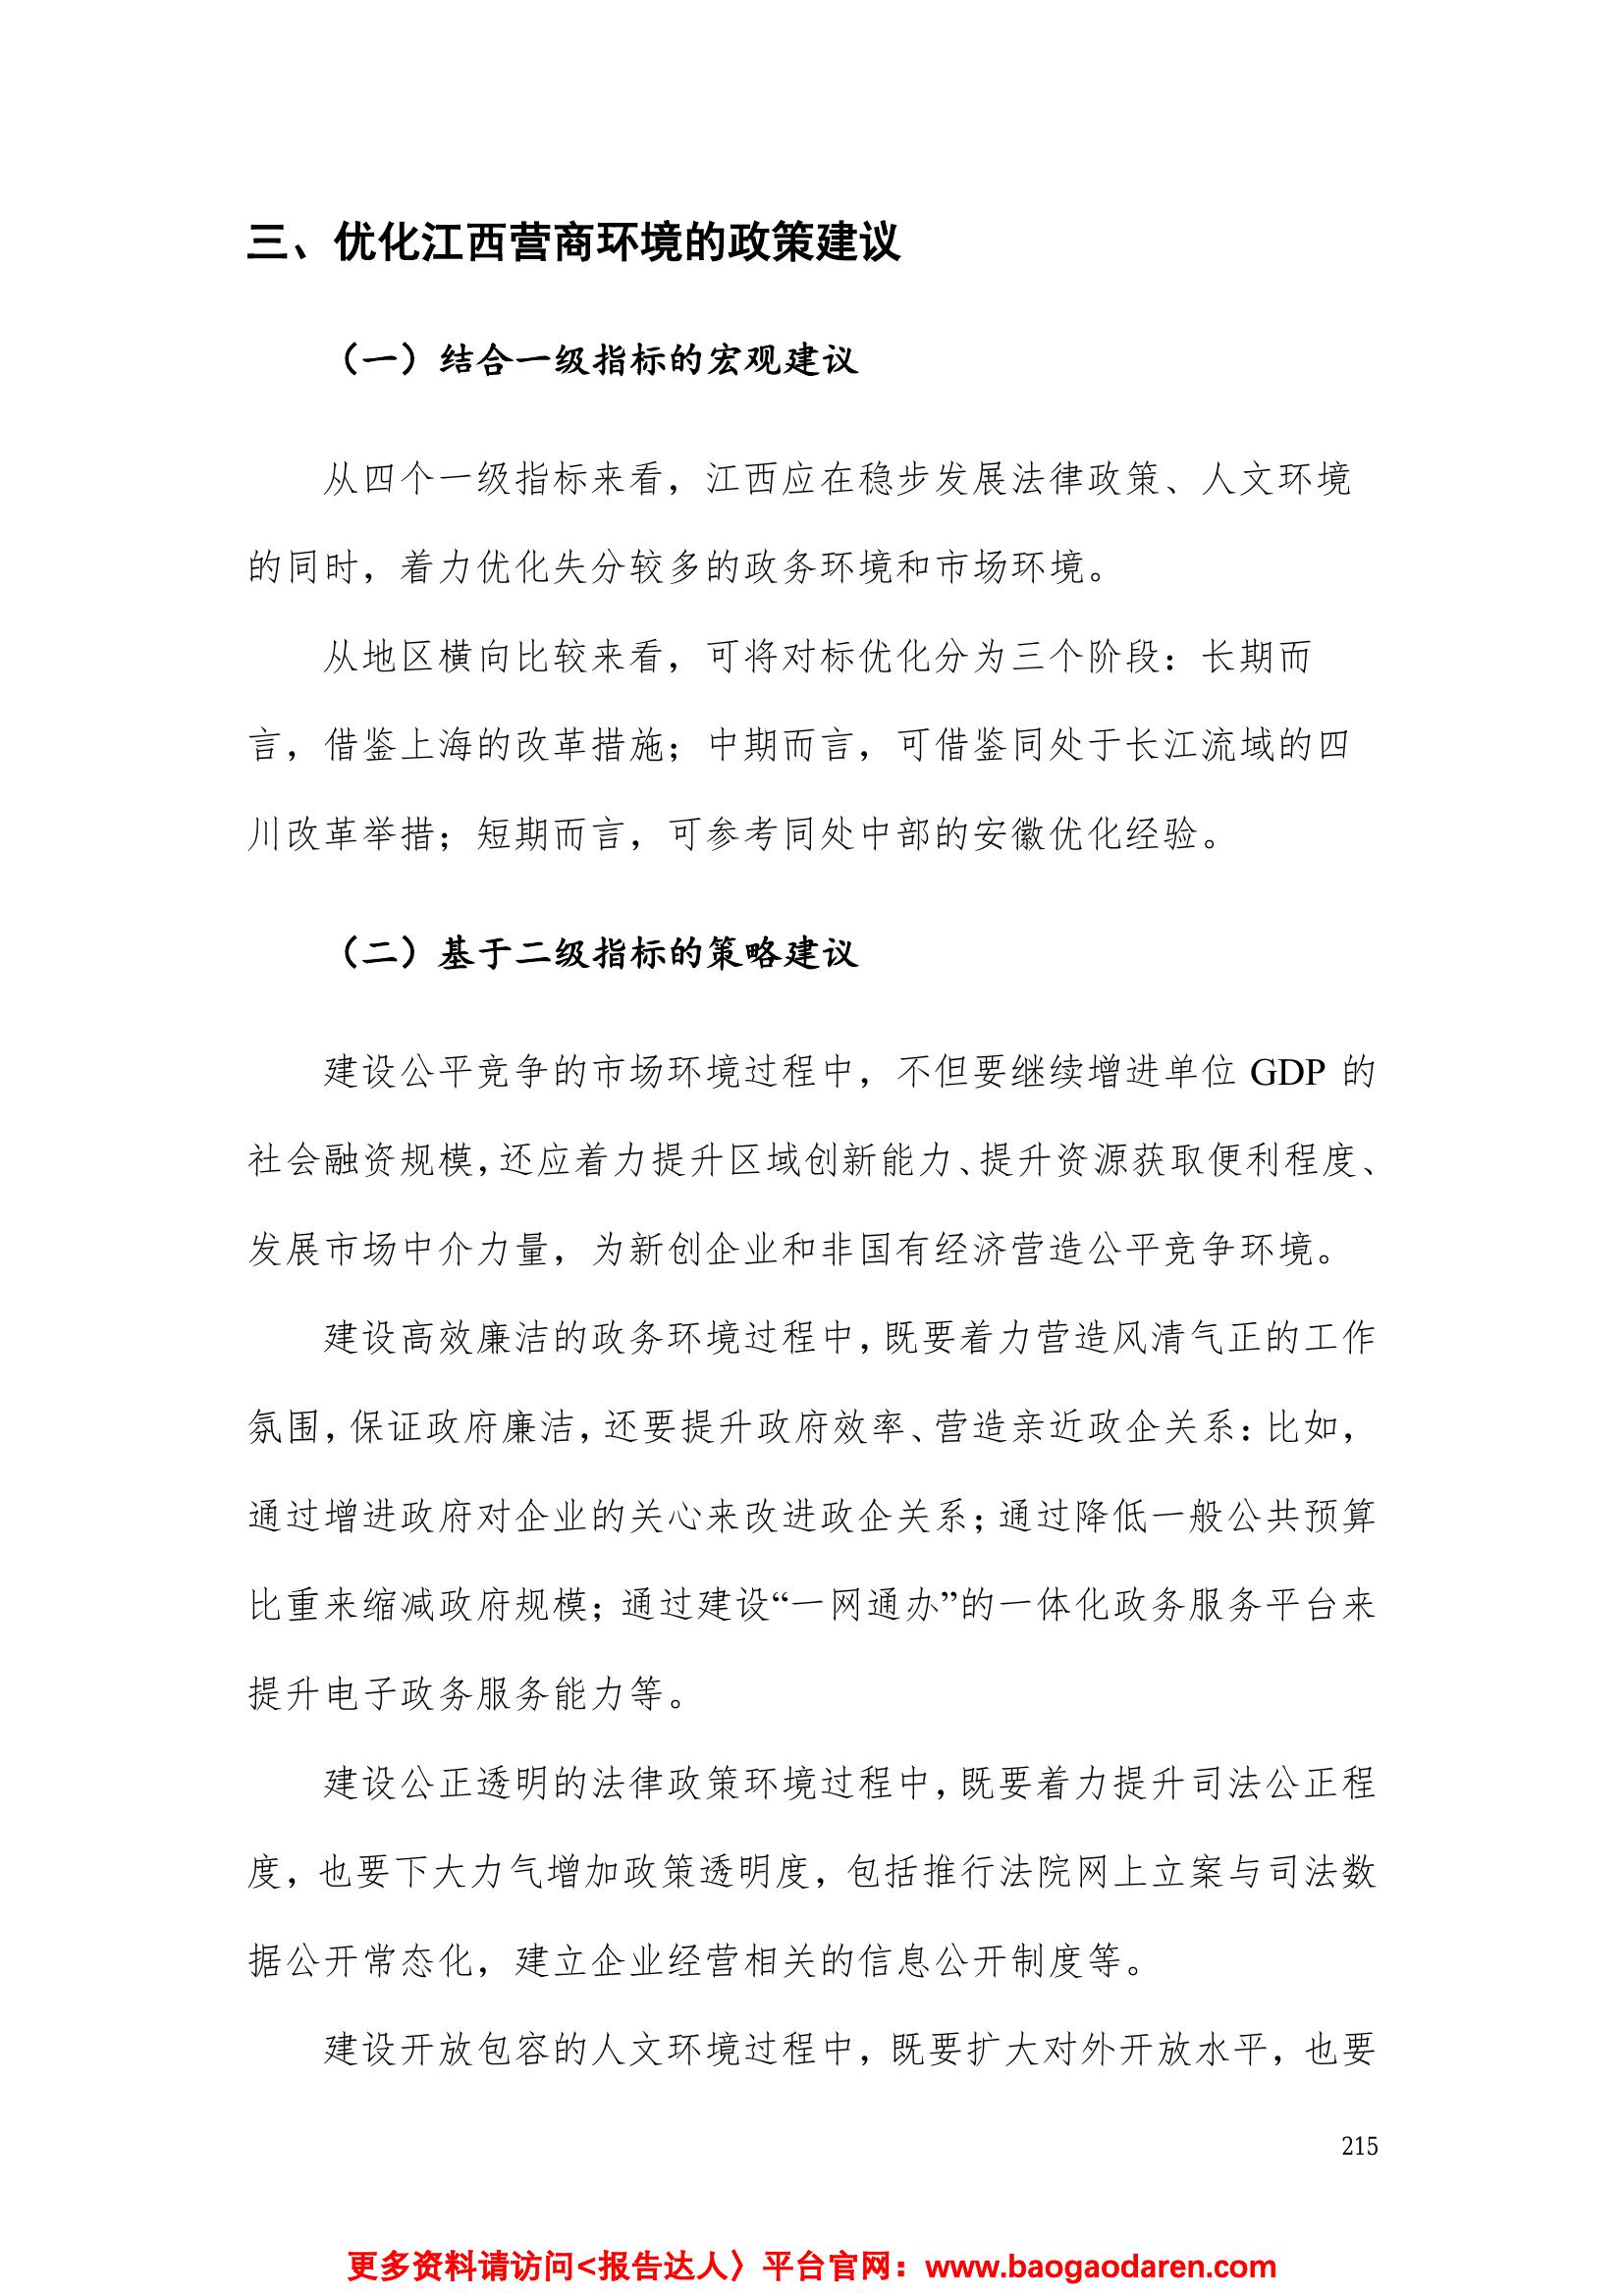 三、优化江西营商环境的政策建议
（一）结合一级指标的宏观建议
从四个一级指标来看，江西应在稳步发展法律政策、人文环境
的同时，着力优化失分较多的政务环境和市场环境。
从地区横向比较来看，可将对标优化分为三个阶段：长期而
言，借鉴上海的改革措施；中期而言，可借鉴同处于长江流域的四
川改革举措；短期而言，可参考同处中部的安徽优化经验。
（二）基于二级指标的策略建议
建设公平竞争的市场环境过程中，不但要继续增进单位 GDP 的
社会融资规模，还应着力提升区域创新能力、提升资源获取便利程度、
发展市场中介力量，为新创企业和非国有经济营造公平竞争环境。
建设高效廉洁的政务环境过程中，既要着力营造风清气正的工作
氛围，保证政府廉洁，还要提升政府效率、营造亲近政企关系：比如，
通过增进政府对企业的关心来改进政企关系；通过降低一般公共预算
比重来缩减政府规模；通过建设“一网通办”的一体化政务服务平台来
提升电子政务服务能力等。
建设公正透明的法律政策环境过程中，既要着力提升司法公正程
度，也要下大力气增加政策透明度，包括推行法院网上立案与司法数
据公开常态化，建立企业经营相关的信息公开制度等。
建设开放包容的人文环境过程中，既要扩大对外开放水平，也要
215
更多资料请访问<报告达人〉平台官网：www.baogaodaren.com